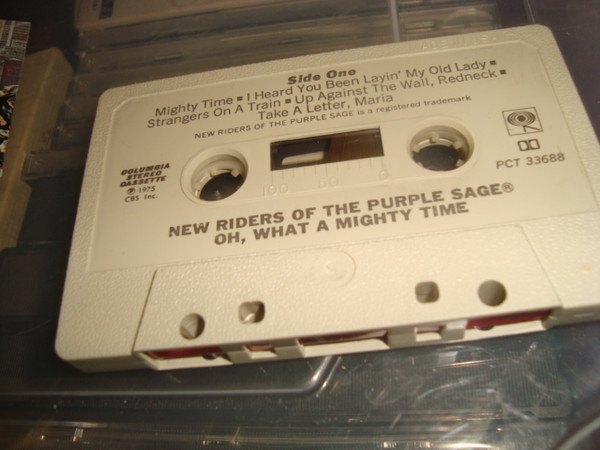 Side One
Mighty Time ▪ I Heard You Been Layin' My Old Lady ▪
Strangers On A Train ▪ Up Against The Wall, Redneck ▪
Take A Letter, Maria
NEW RIDERS OF THE PURPLE SAGE is a registered trademark
COLUMBIA
STEREO
CASSETTE
℗ 1975
CBS Inc.
100
PCT 33688
NEW RIDERS OF THE PURPLE SAGE®
OH, WHAT A MIGHTY TIME